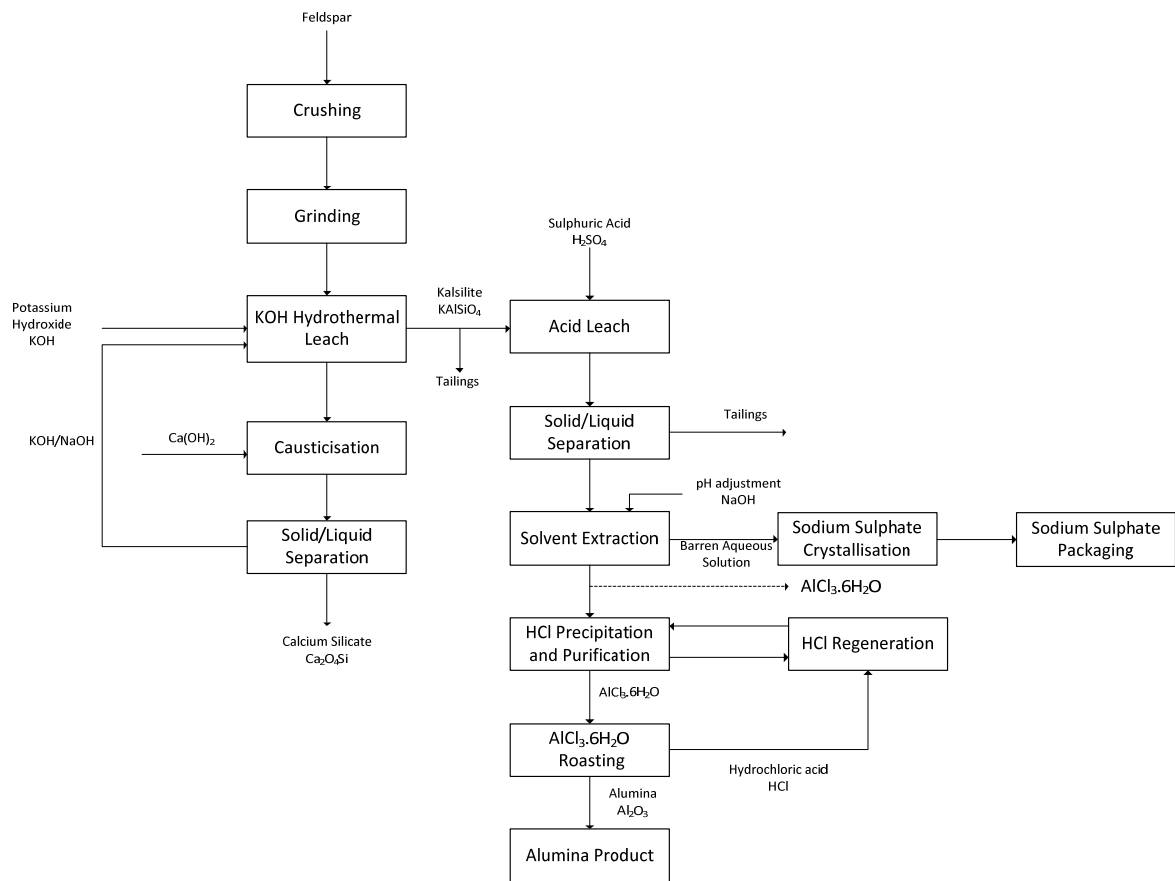 Feldspar
Crushing
Grinding
Sulphuric Acid
H₂SO₄
Potassium
Hydroxide
KOH
KOH Hydrothermal
Leach
Kalsilite
KAlSiO₄
Acid Leach
Tailings
KOH/NaOH
Ca(OH)₂
Causticisation
Solid/Liquid
Separation
Tailings
pH adjustment
NaOH
Solid/Liquid
Separation
Calcium Silicate
Ca₂O₄Si
Solvent Extraction
Barren Aqueous
Solution
Sodium Sulphate
Crystallisation
Sodium Sulphate
Packaging
AlCl₃.6H₂O
HCl Precipitation
and Purification
HCl Regeneration
AlCl₃.6H₂O
AlCl₃.6H₂O
Roasting
Hydrochloric acid
HCl
Alumina
Al₂O₃
Alumina Product